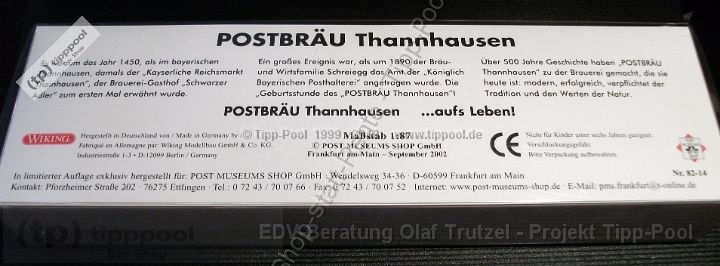 POSTBRÄU Thannhausen
das Jahr 1450, als im bayerischen
Thannhausen, damals der "Kayserliche Reichsmarkt
Thannhausen", der Brauerei-Gasthof "Schwarzer
Adler" zum ersten Mal erwähnt wurde.
Ein großes Ereignis war, als um 1890 der Bräu-
und Wirtsfamilie Schreiegg das Amt der "Königlich
Bayerischen Posthalterei" angetragen wurde. Die
"Geburtsstunde des „POSTBRÄU Thannhausen"!
Über 500 Jahre Geschichte haben „POSTBRÄU
Thannhausen" zu der Brauerei gemacht, die sie
heute ist: modern, erfolgreich, verpflichtet der
Tradition und den Werten der Natur.
POSTBRÄU Thannhausen ...aufs Leben!
WIKING
Hergestellt in Deutschland von / Made in Germany by
Fabriqué en Allemagne par: Wiking Modellbau GmbH & Co. KG.
Industriestraße 1-3 • D-12099 Berlin / Germany
© Tipp-Pool 1999 www.tippool.de
Maßstab 1:87
© POST MUSEUMS SHOP GmbH
Frankfurt am Main – September 2002
CE
Nicht für Kinder unter sechs Jahren geeignet.
Verschluckungsgefahr.
Bitte Verpackung aufbewahren.
In limitierter Auflage exklusiv hergestellt für: POST MUSEUMS SHOP GmbH · Wendelsweg 34-36 · D-60599 Frankfurt am Main
Nr. 82-14
Kontakt: Pforzheimer Straße 202 · 76275 Ettlingen · Tel.: 0 72 43 / 70 07 66 · Fax 0 72 43 / 70 07 52 · Internet: www.post-museums-shop.de · E-Mail: pms.frankfurt@t-online.de
(tp) tipppool
Der Shop
EDV Beratung Olaf Trutzel - Projekt Tipp-Pool